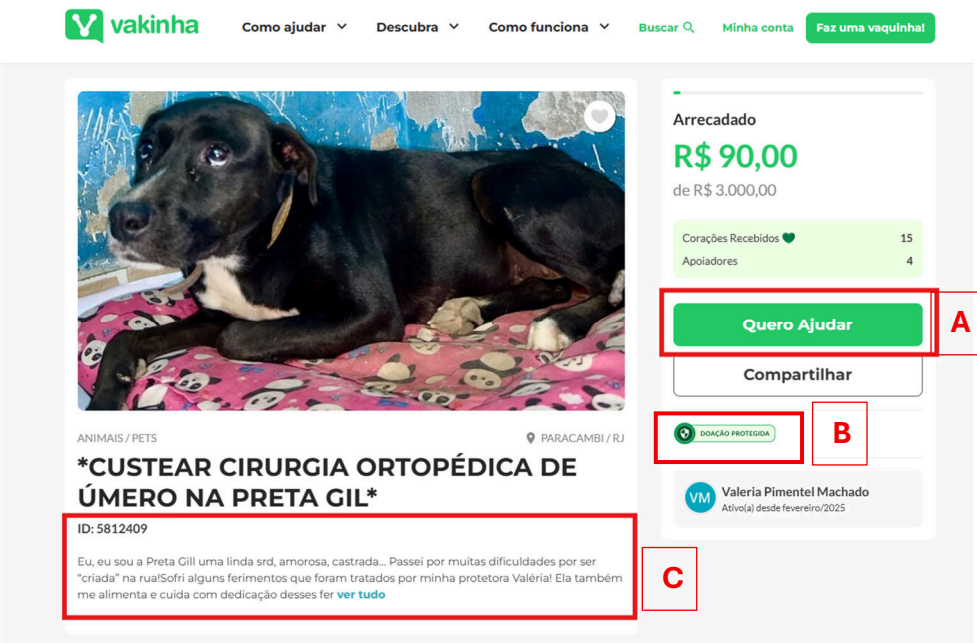 vakinha
Como ajudar Descubra Como funciona Buscar Minha conta Faz uma vaquinha!
Arrecadado
R$ 90,00
de R$ 3.000,00
Corações Recebidos 15
Apoiadores 4
Quero Ajudar
A
Compartilhar
DOAÇÃO PROTEGIDA
B
VM
Valeria Pimentel Machado
Ativo(a) desde fevereiro/2025
ANIMAIS / PETS
PARACAMBI / RJ
*CUSTEAR CIRURGIA ORTOPÉDICA DE
ÚMERO NA PRETA GIL*
ID: 5812409
Eu, eu sou a Preta Gill uma linda srd, amorosa, castrada... Passei por muitas dificuldades por ser
“criada” na rua!Sofri alguns ferimentos que foram tratados por minha protetora Valéria! Ela também
me alimenta e cuida com dedicação desses fer ver tudo
C